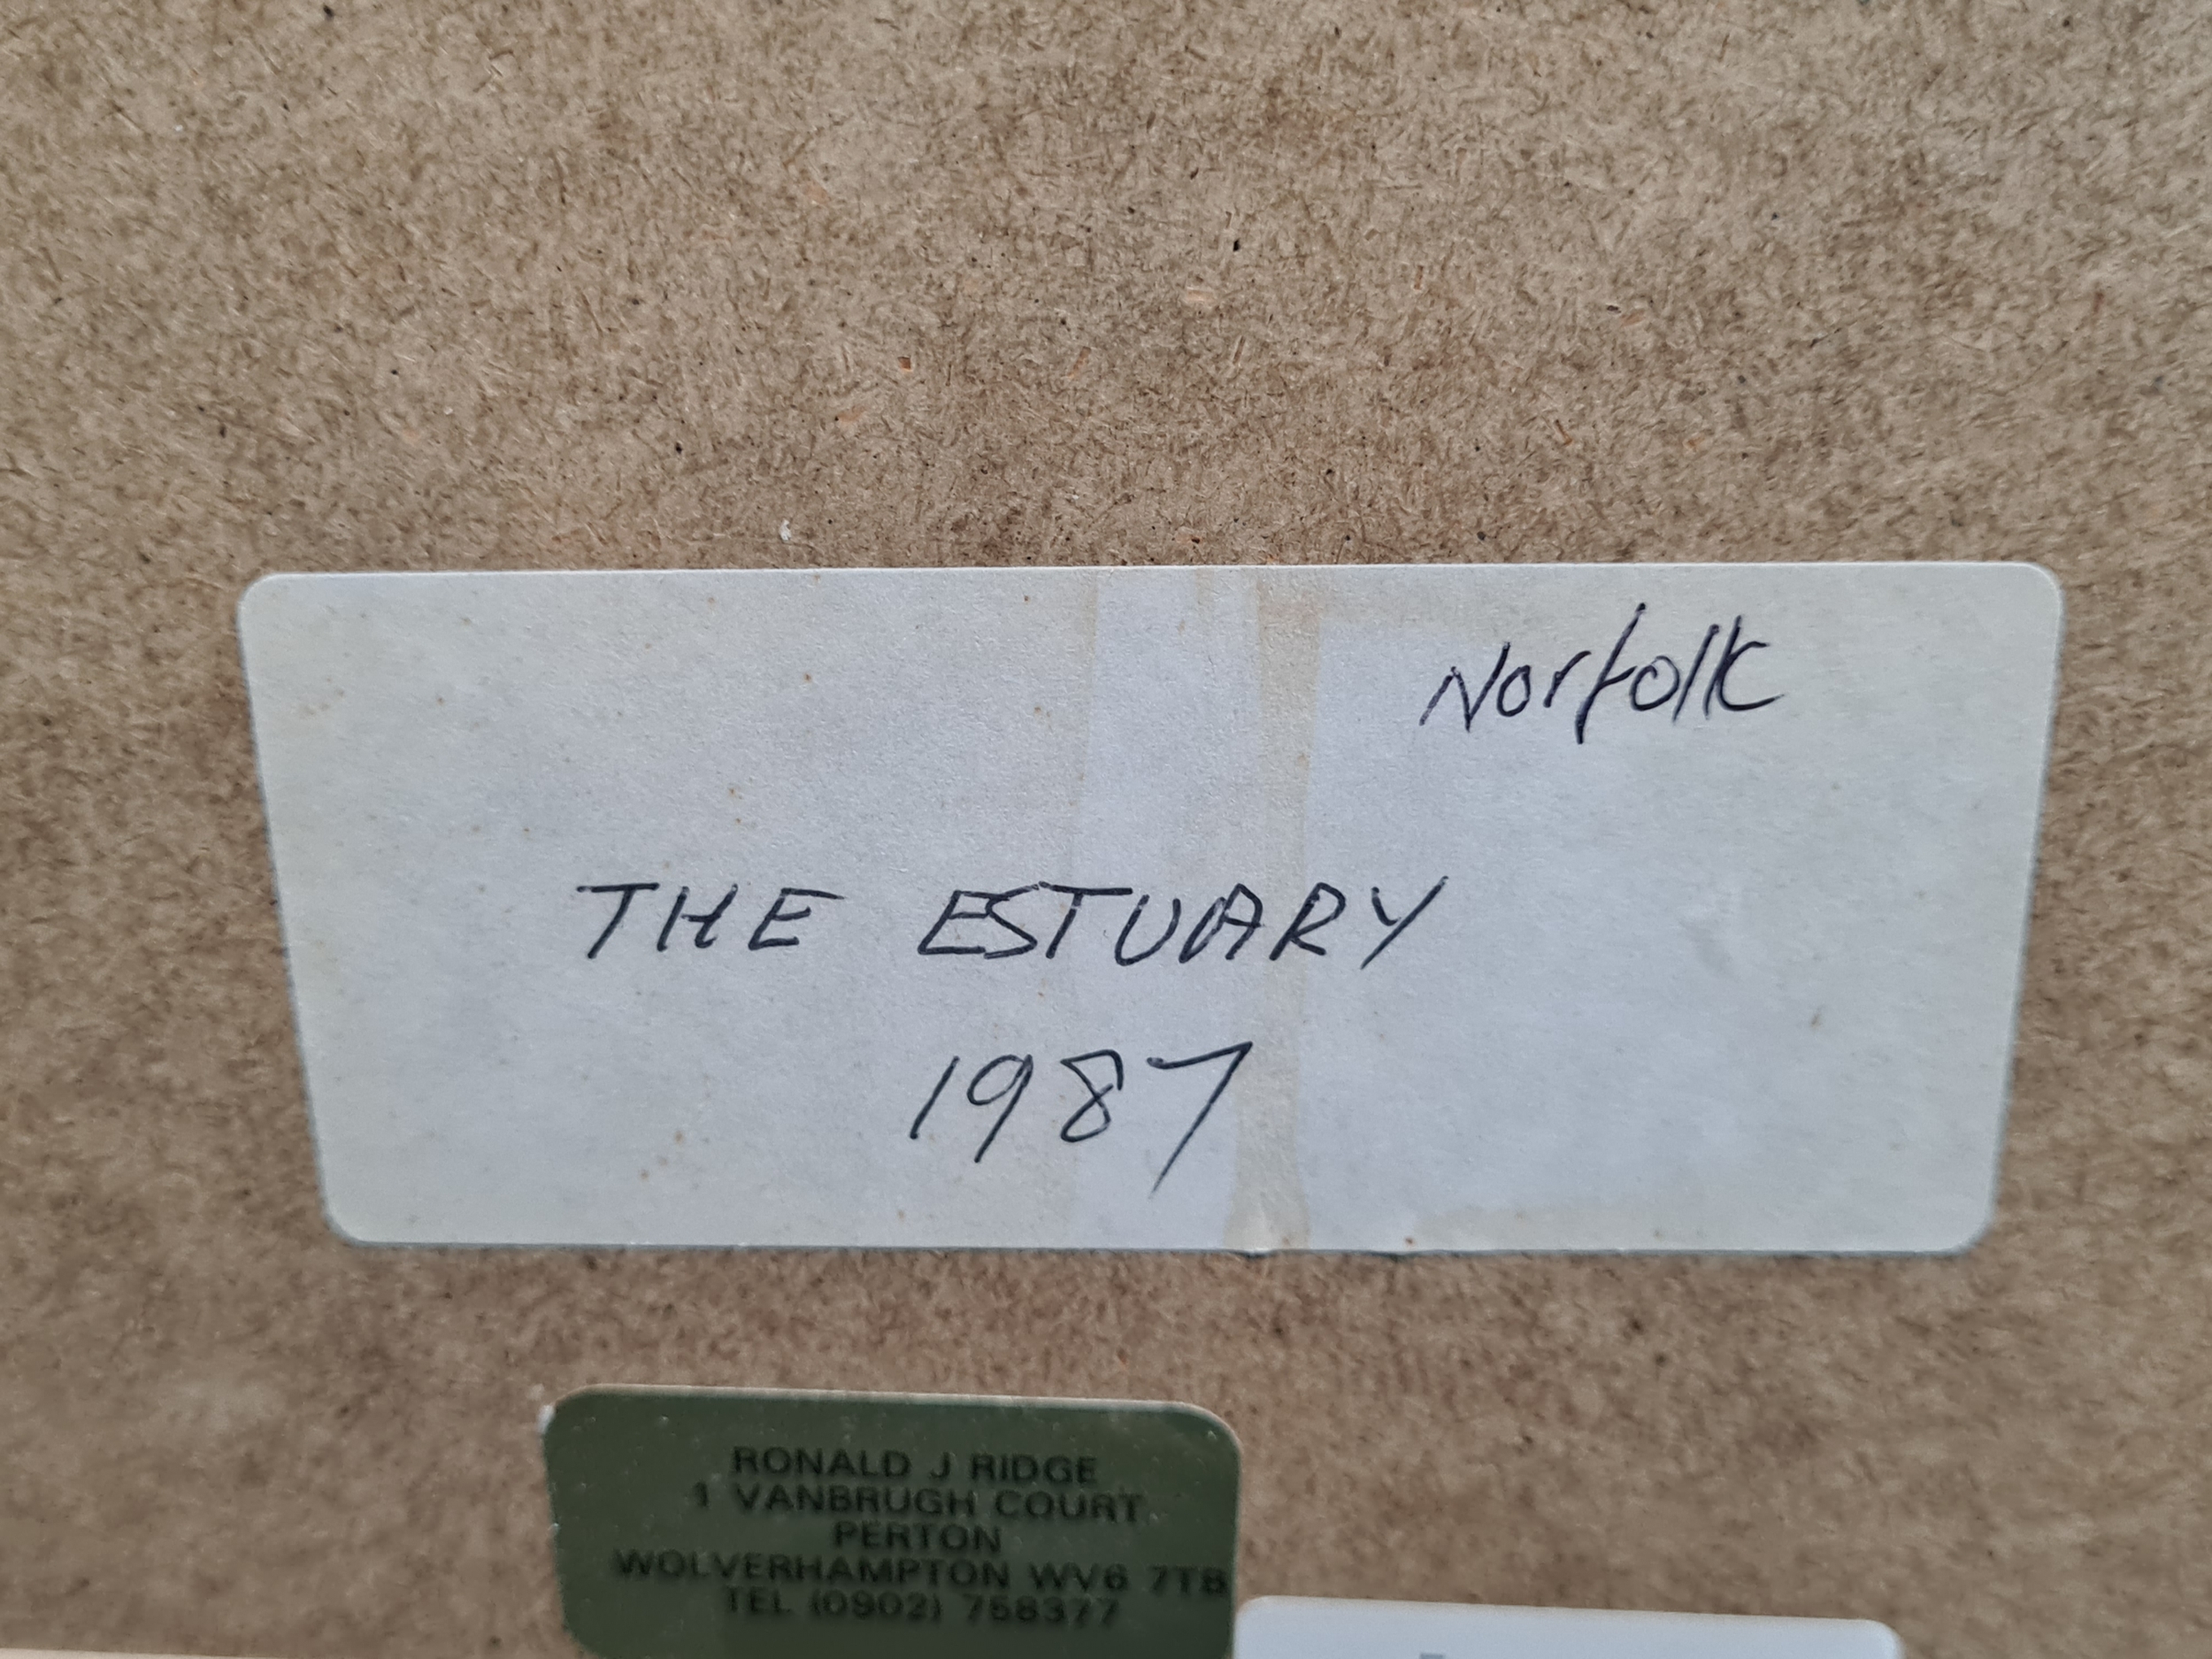 Norfolk
THE ESTUARY
1987
RONALD J RIDGE
1 VANBRUGH COURT
PERTON
WOLVERHAMPTON WV6 7TB
TEL (0902) 758377